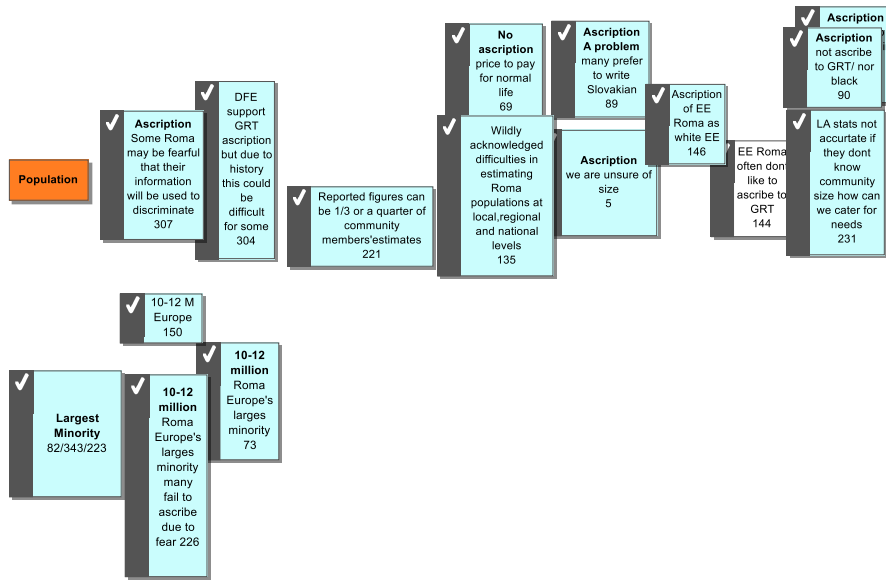 Population
Ascription
Some Roma
may be fearful
that their
information
will be used to
discriminate
307
DFE
support
GRT
ascription
but due to
history
this could
be
difficult
for some
304
Reported figures can
be 1/3 or a quarter of
community
members'estimates
221
No
ascription
price to pay
for normal
life
69
Wildly
acknowledged
difficulties in
estimating
Roma
populations at
local,regional
and national
levels
135
Ascription
A problem
many prefer
to write
Slovakian
89
Ascription
we are unsure of
size
5
Ascription
of EE
Roma as
white EE
146
EE Roma
often dont
like to
ascribe to
GRT
144
Ascription
Ascription
not ascribe
to GRT/ nor
black
90
LA stats not
accurtate if
they dont
know
community
size how can
we cater for
needs
231
10-12 M
Europe
150
10-12
million
Roma
Europe's
larges
minority
73
Largest
Minority
82/343/223
10-12
million
Roma
Europe's
larges
minority
many
fail to
ascribe
due to
fear 226